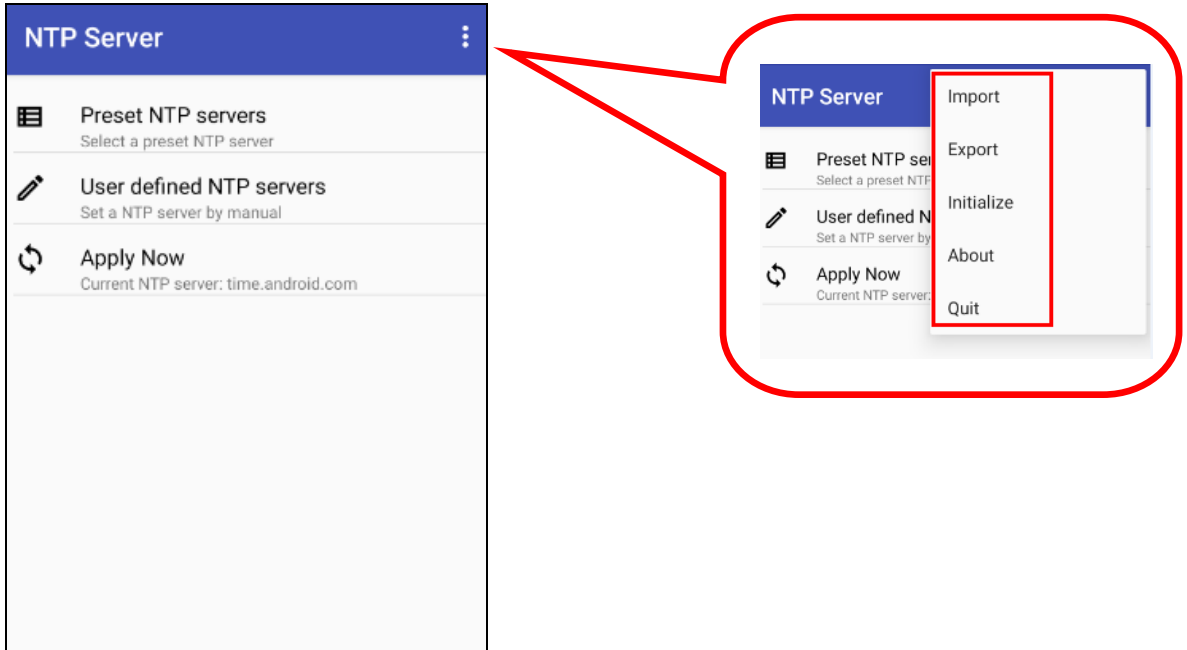 NTP Server
Preset NTP servers
Select a preset NTP server
User defined NTP servers
Set a NTP server by manual
Apply Now
Current NTP server: time.android.com
NTP Server
Import
Export
Initialize
About
Quit
Preset NTP ser
Select a preset NTP
User defined N
Set a NTP server by
Apply Now
Current NTP server: